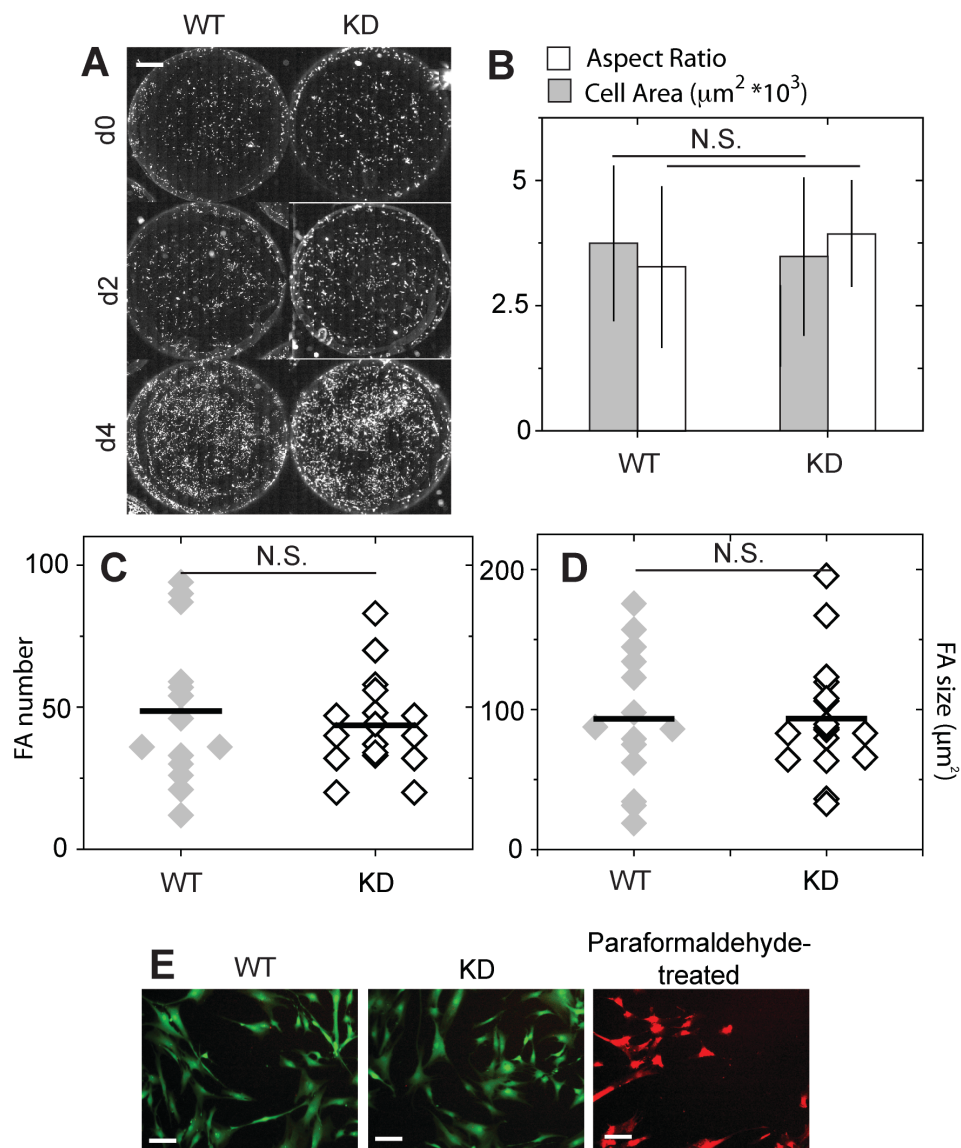 WT KD
A
d0
d2
d4
B
Aspect Ratio
Cell Area (μm² *10³)
N.S.
5
2.5
0
WT KD
C
N.S.
100
50
0
FA number
WT KD
D
N.S.
200
100
0
FA size (μm²)
WT KD
E
WT
KD
Paraformaldehyde-
treated